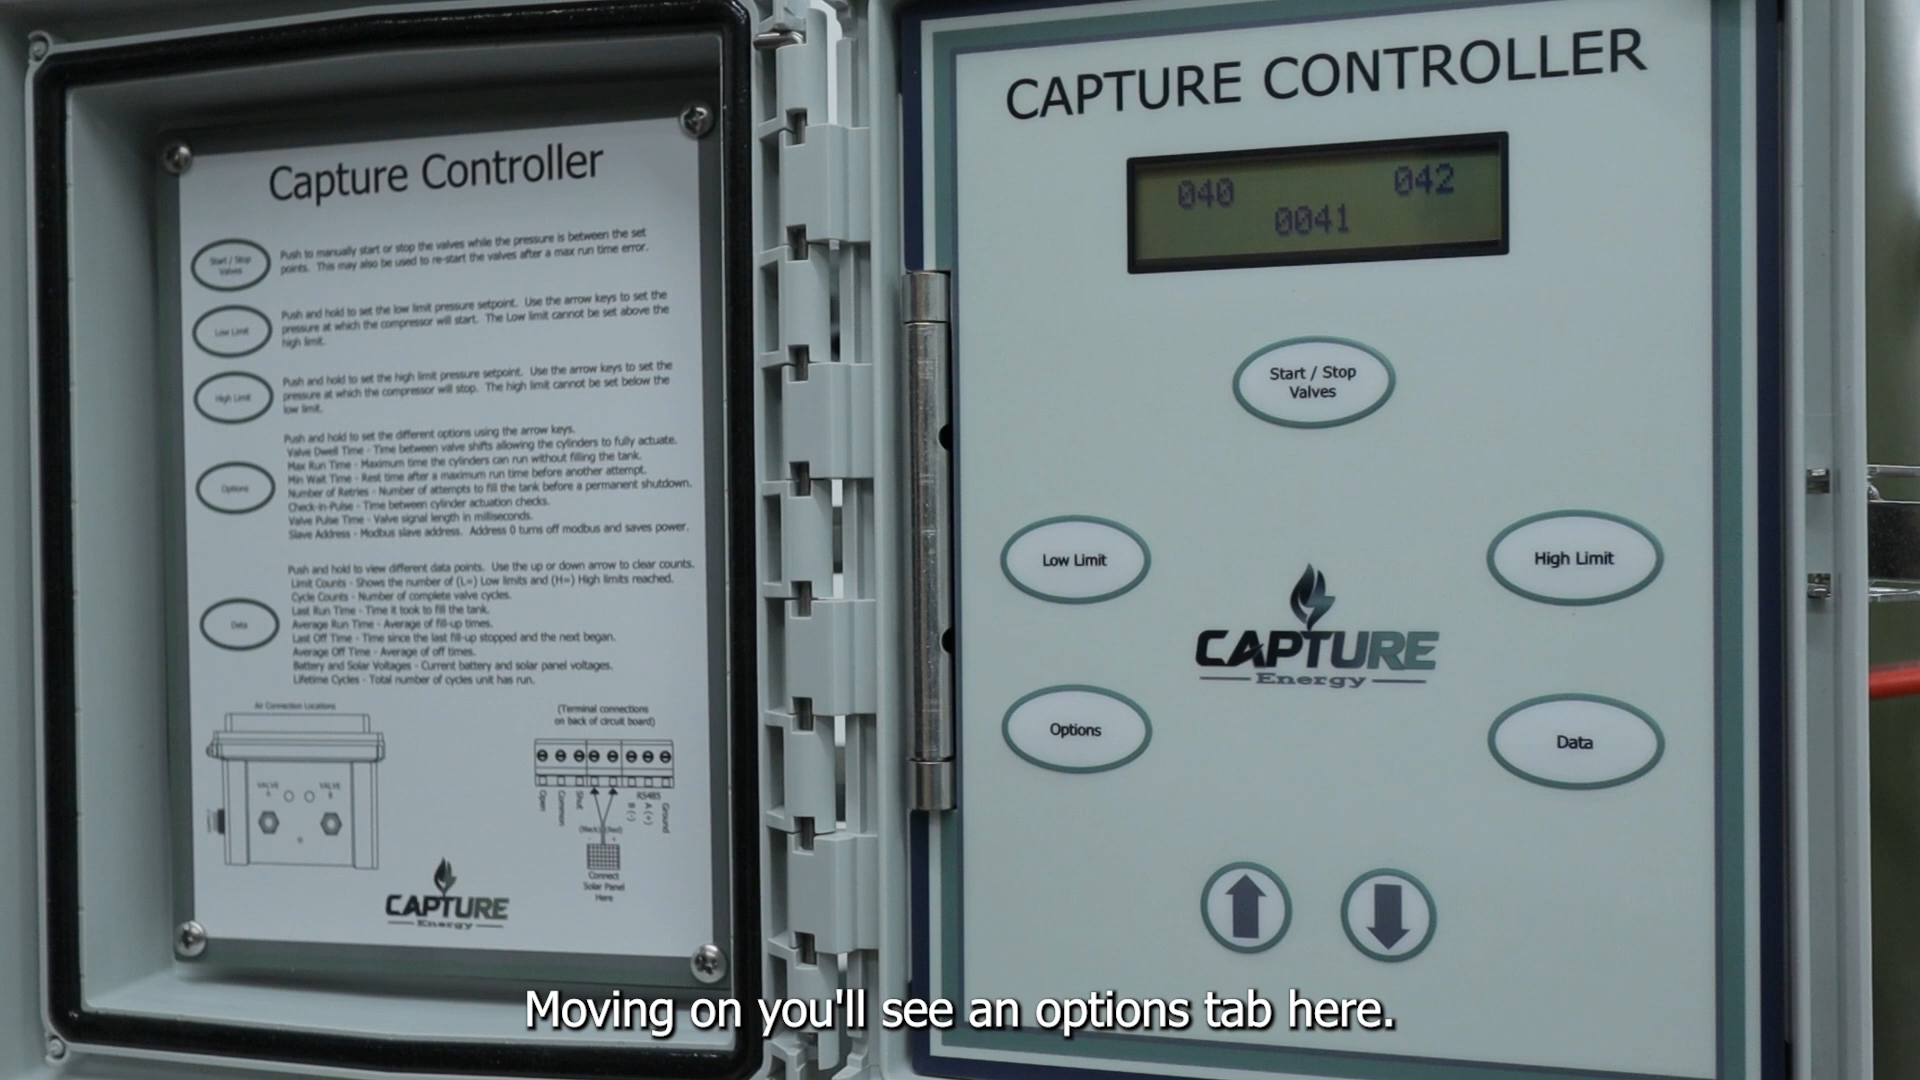 Capture Controller
Start / Stop
Valves
Push to manually start or stop the valves while the pressure is between the set
points. This may also be used to re-start the valves after a max run time error.
Low Limit
Push and hold to set the low limit pressure setpoint. Use the arrow keys to set the
pressure at which the compressor will start. The Low limit cannot be set above the
high limit.
High Limit
Push and hold to set the high limit pressure setpoint. Use the arrow keys to set the
pressure at which the compressor will stop. The high limit cannot be set below the
low limit.
Options
Push and hold to set the different options using the arrow keys.
Valve Dwell Time - Time between valve shifts allowing the cylinders to fully actuate.
Max Run Time - Maximum time the cylinders can run without filling the tank.
Min Wait Time - Rest time after a maximum run time before another attempt.
Number of Retries - Number of attempts to fill the tank before a permanent shutdown.
Check-in-Pulse - Time between cylinder actuation checks.
Valve Pulse Time - Valve signal length in milliseconds.
Slave Address - Modbus slave address. Address 0 turns off modbus and saves power.
Data
Push and hold to view different data points. Use the up or down arrow to clear counts.
Limit Counts - Shows the number of (L=) Low limits and (H=) High limits reached.
Cycle Counts - Number of complete valve cycles.
Last Run Time - Time it took to fill the tank.
Average Run Time - Average of fill-up times.
Last Off Time - Time since the last fill-up stopped and the next began.
Average Off Time - Average of off times.
Battery and Solar Voltages - Current battery and solar panel voltages.
Lifetime Cycles - Total number of cycles unit has run.
Air Connection Locations
VALVE
A
VALVE
B
(Terminal connections
on back of circuit board)
Open
Common
Shut
RS485
B (-)
A (+)
Ground
(Black) (Red)
- +
Connect
Solar Panel
Here
CAPTURE
Energy
CAPTURE CONTROLLER
040 042
0041
Start / Stop
Valves
Low Limit
High Limit
CAPTURE
Energy
Options
Data
Moving on you'll see an options tab here.